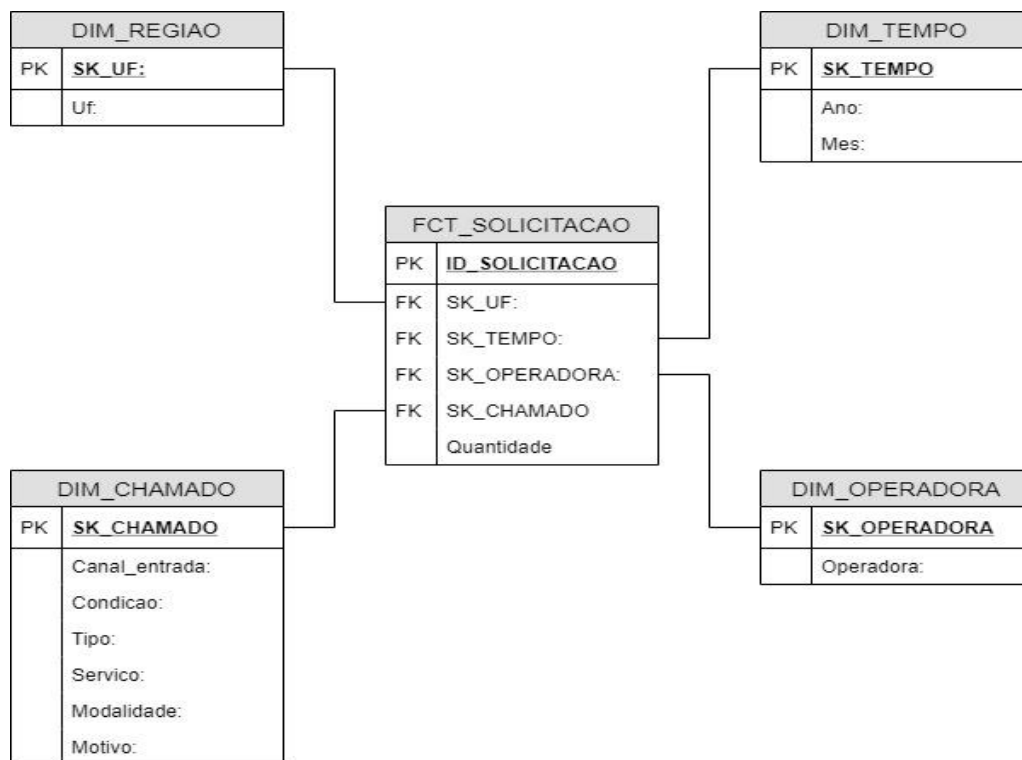 DIM_REGIAO
PK SK_UF:
Uf:
DIM_TEMPO
PK SK_TEMPO
Ano:
Mes:
FCT_SOLICITACAO
PK ID_SOLICITACAO
FK SK_UF:
FK SK_TEMPO:
FK SK_OPERADORA:
FK SK_CHAMADO
Quantidade
DIM_CHAMADO
PK SK_CHAMADO
Canal_entrada:
Condicao:
Tipo:
Servico:
Modalidade:
Motivo:
DIM_OPERADORA
PK SK_OPERADORA
Operadora: